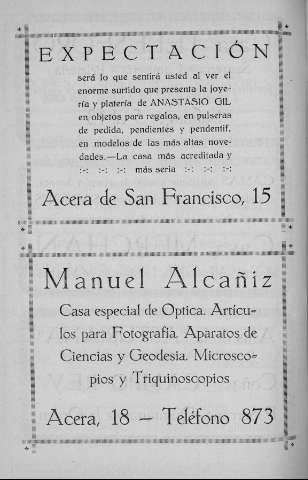 EXPECTACIÓN
será lo que sentirá usted al ver el
enorme surtido que presenta la joye-
ría y platería de ANASTASIO GIL
en objetos para regalos, en pulseras
de pedida, pendientes y pendentif,
en modelos de las más altas nove-
dades.—La casa más acreditada y
:-: :-: :-: más seria :-: :-: :-:
Acera de San Francisco, 15
Manuel Alcañiz
Casa especial de Optica. Artícu-
los para Fotografía. Aparatos de
Ciencias y Geodesia. Microsco-
pios y Triquinoscopios
Acera, 18 — Teléfono 873